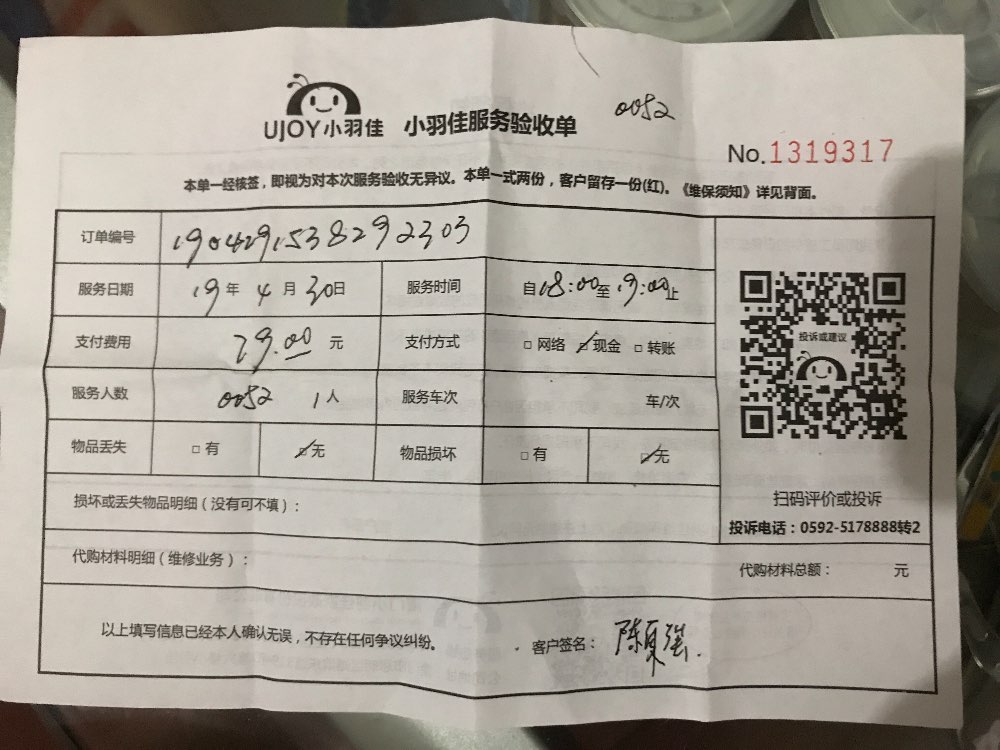 0052
UJOY小羽佳 小羽佳服务验收单
No.1319317
本单一经核签，即视为对本次服务验收无异议。本单一式两份，客户留存一份(红)。《维保须知》详见背面。
订单编号 1904291538292303
服务日期 19年4月30日 服务时间 自18:00至19:00止
支付费用 29.00元 支付方式 □网络 ☑现金 □转账
投诉或建议
服务人数 0052 1人 服务车次 车/次
物品丢失 □有 ☑无 物品损坏 □有 ☑无
扫码评价或投诉
损坏或丢失物品明细（没有可不填）：
投诉电话：0592-5178888转2
代购材料明细（维修业务）： 代购材料总额： 元
以上填写信息已经本人确认无误，不存在任何争议纠纷。 客户签名：陈夏强.